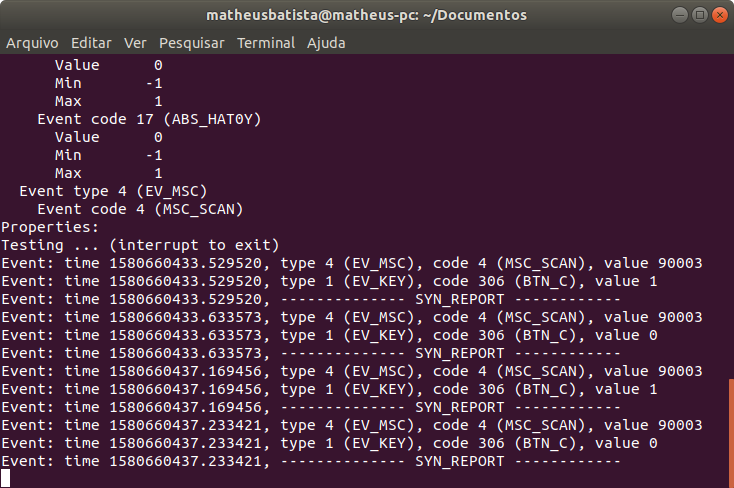 matheusbatista@matheus-pc: ~/Documentos
Arquivo Editar Ver Pesquisar Terminal Ajuda
      Value      0
      Min       -1
      Max        1
    Event code 17 (ABS_HAT0Y)
      Value      0
      Min       -1
      Max        1
  Event type 4 (EV_MSC)
    Event code 4 (MSC_SCAN)
Properties:
Testing ... (interrupt to exit)
Event: time 1580660433.529520, type 4 (EV_MSC), code 4 (MSC_SCAN), value 90003
Event: time 1580660433.529520, type 1 (EV_KEY), code 306 (BTN_C), value 1
Event: time 1580660433.529520, -------------- SYN_REPORT ------------
Event: time 1580660433.633573, type 4 (EV_MSC), code 4 (MSC_SCAN), value 90003
Event: time 1580660433.633573, type 1 (EV_KEY), code 306 (BTN_C), value 0
Event: time 1580660433.633573, -------------- SYN_REPORT ------------
Event: time 1580660437.169456, type 4 (EV_MSC), code 4 (MSC_SCAN), value 90003
Event: time 1580660437.169456, type 1 (EV_KEY), code 306 (BTN_C), value 1
Event: time 1580660437.169456, -------------- SYN_REPORT ------------
Event: time 1580660437.233421, type 4 (EV_MSC), code 4 (MSC_SCAN), value 90003
Event: time 1580660437.233421, type 1 (EV_KEY), code 306 (BTN_C), value 0
Event: time 1580660437.233421, -------------- SYN_REPORT ------------